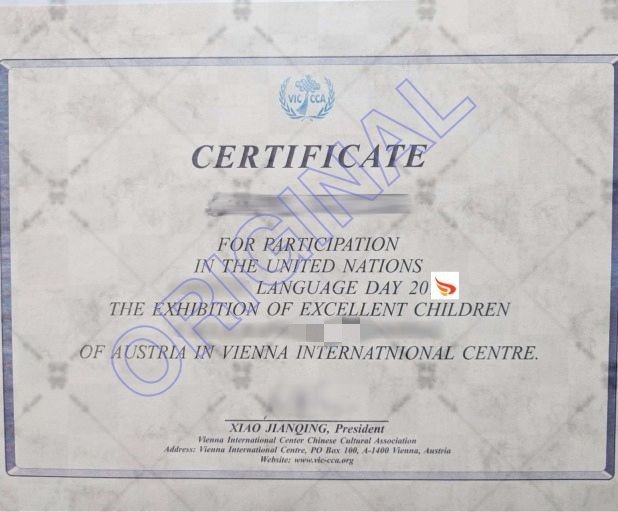 VIC CCA
CERTIFICATE
ORIGINAL
FOR PARTICIPATION
IN THE UNITED NATIONS
LANGUAGE DAY 20
THE EXHIBITION OF EXCELLENT CHILDREN
OF AUSTRIA IN VIENNA INTERNATNIONAL CENTRE.
XIAO JIANQING, President
Vienna International Center Chinese Cultural Association
Address: Vienna International Centre, PO Box 100, A-1400 Vienna, Austria
Website: www.vic-cca.org